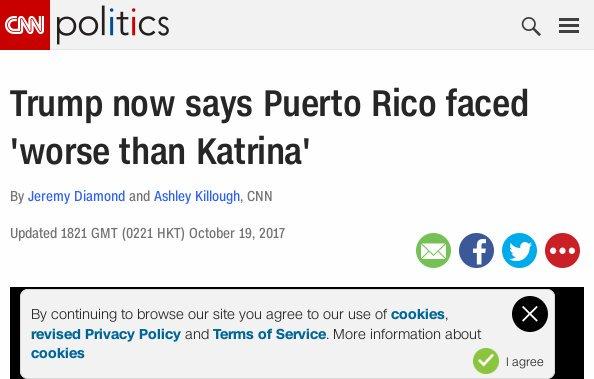 CNN politics
Trump now says Puerto Rico faced
'worse than Katrina'
By Jeremy Diamond and Ashley Killough, CNN
Updated 1821 GMT (0221 HKT) October 19, 2017
By continuing to browse our site you agree to our use of cookies,
revised Privacy Policy and Terms of Service. More information about
cookies
I agree